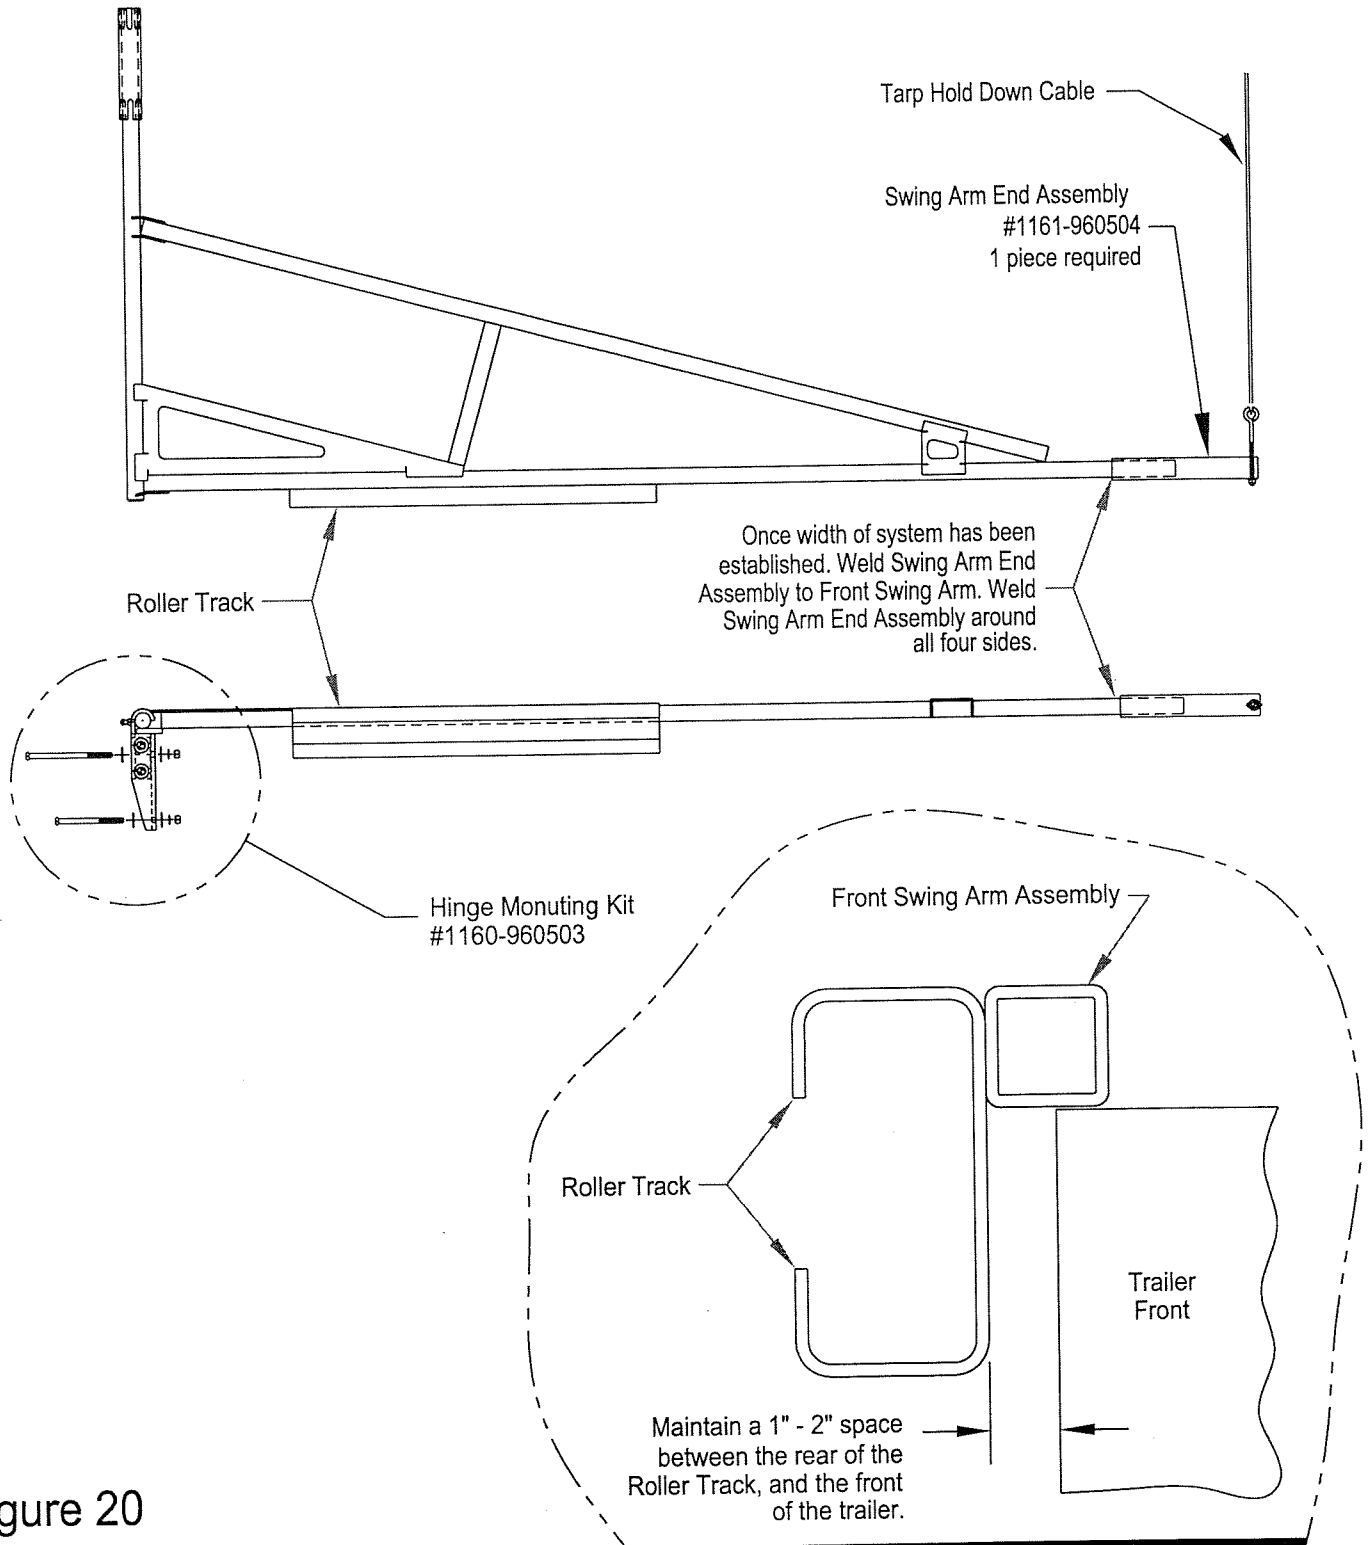 Tarp Hold Down Cable
Swing Arm End Assembly
#1161-960504
1 piece required
Once width of system has been
established. Weld Swing Arm End
Assembly to Front Swing Arm. Weld
Swing Arm End Assembly around
all four sides.
Roller Track
Hinge Monuting Kit
#1160-960503
Front Swing Arm Assembly
Roller Track
Trailer
Front
Maintain a 1" - 2" space
between the rear of the
Roller Track, and the front
of the trailer.
gure 20